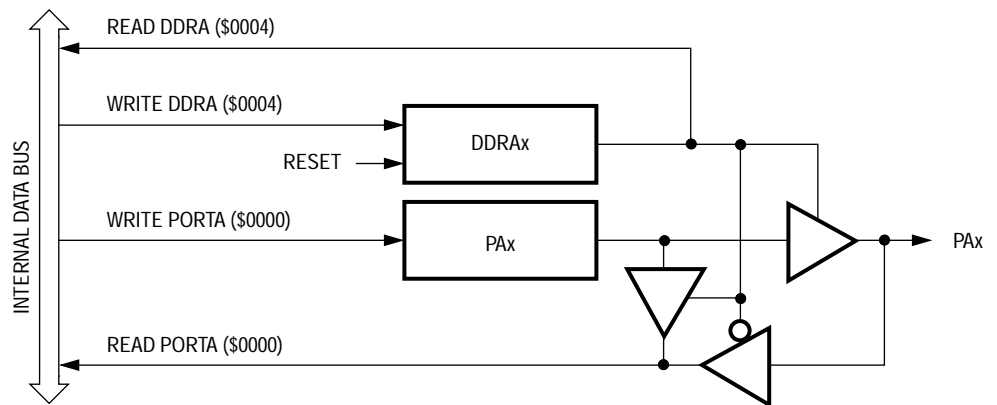 READ DDRA ($0004)
WRITE DDRA ($0004)
DDRAx
RESET
WRITE PORTA ($0000)
PAx
PAx
READ PORTA ($0000)
INTERNAL DATA BUS